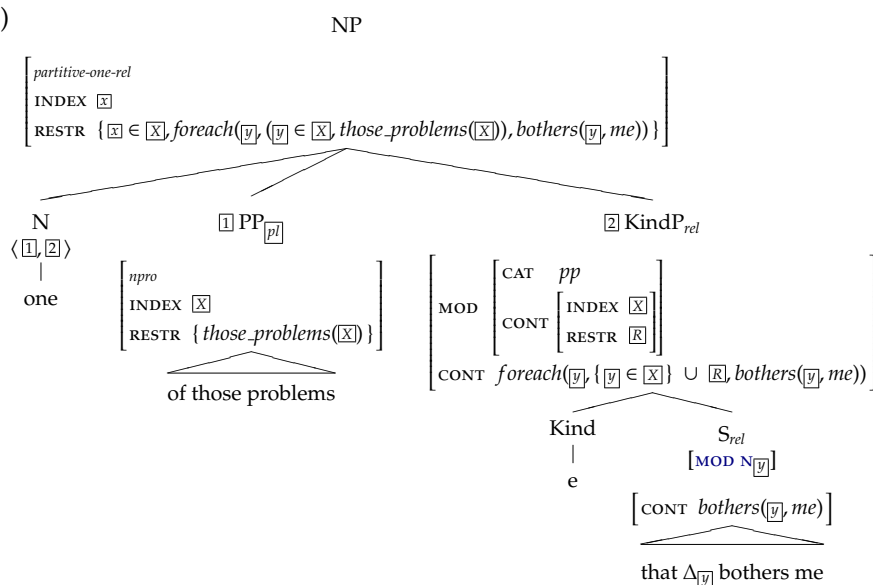 )
NP
partitive-one-rel
INDEX x
RESTR { x ∈ X, foreach(y, (y ∈ X, those_problems(X)), bothers(y, me)) }
N 1 PP pl 2 KindP rel
⟨ 1, 2 ⟩
one
npro
INDEX X
RESTR { those_problems(X) }
of those problems
MOD CAT pp
CONT INDEX X
RESTR R
CONT foreach(y, { y ∈ X } ∪ R, bothers(y, me))
Kind S rel
[MOD N y]
e
[CONT bothers(y, me)]
that Δy bothers me